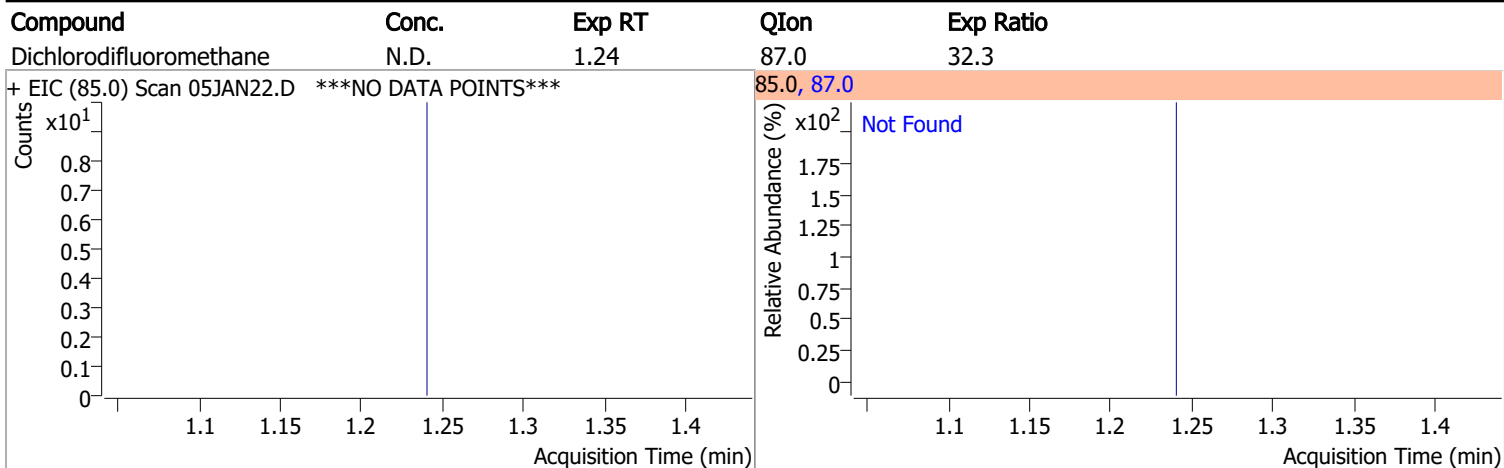 Compound Conc. Exp RT QIon Exp Ratio
Dichlorodifluoromethane N.D. 1.24 87.0 32.3
+ EIC (85.0) Scan 05JAN22.D ***NO DATA POINTS***
Counts
x10¹
0.8
0.7
0.6
0.5
0.4
0.3
0.2
0.1
0
1.1 1.15 1.2 1.25 1.3 1.35 1.4
Acquisition Time (min)
85.0, 87.0
Relative Abundance (%)
x10²
Not Found
1.75
1.5
1.25
1
0.75
0.5
0.25
0
1.1 1.15 1.2 1.25 1.3 1.35 1.4
Acquisition Time (min)